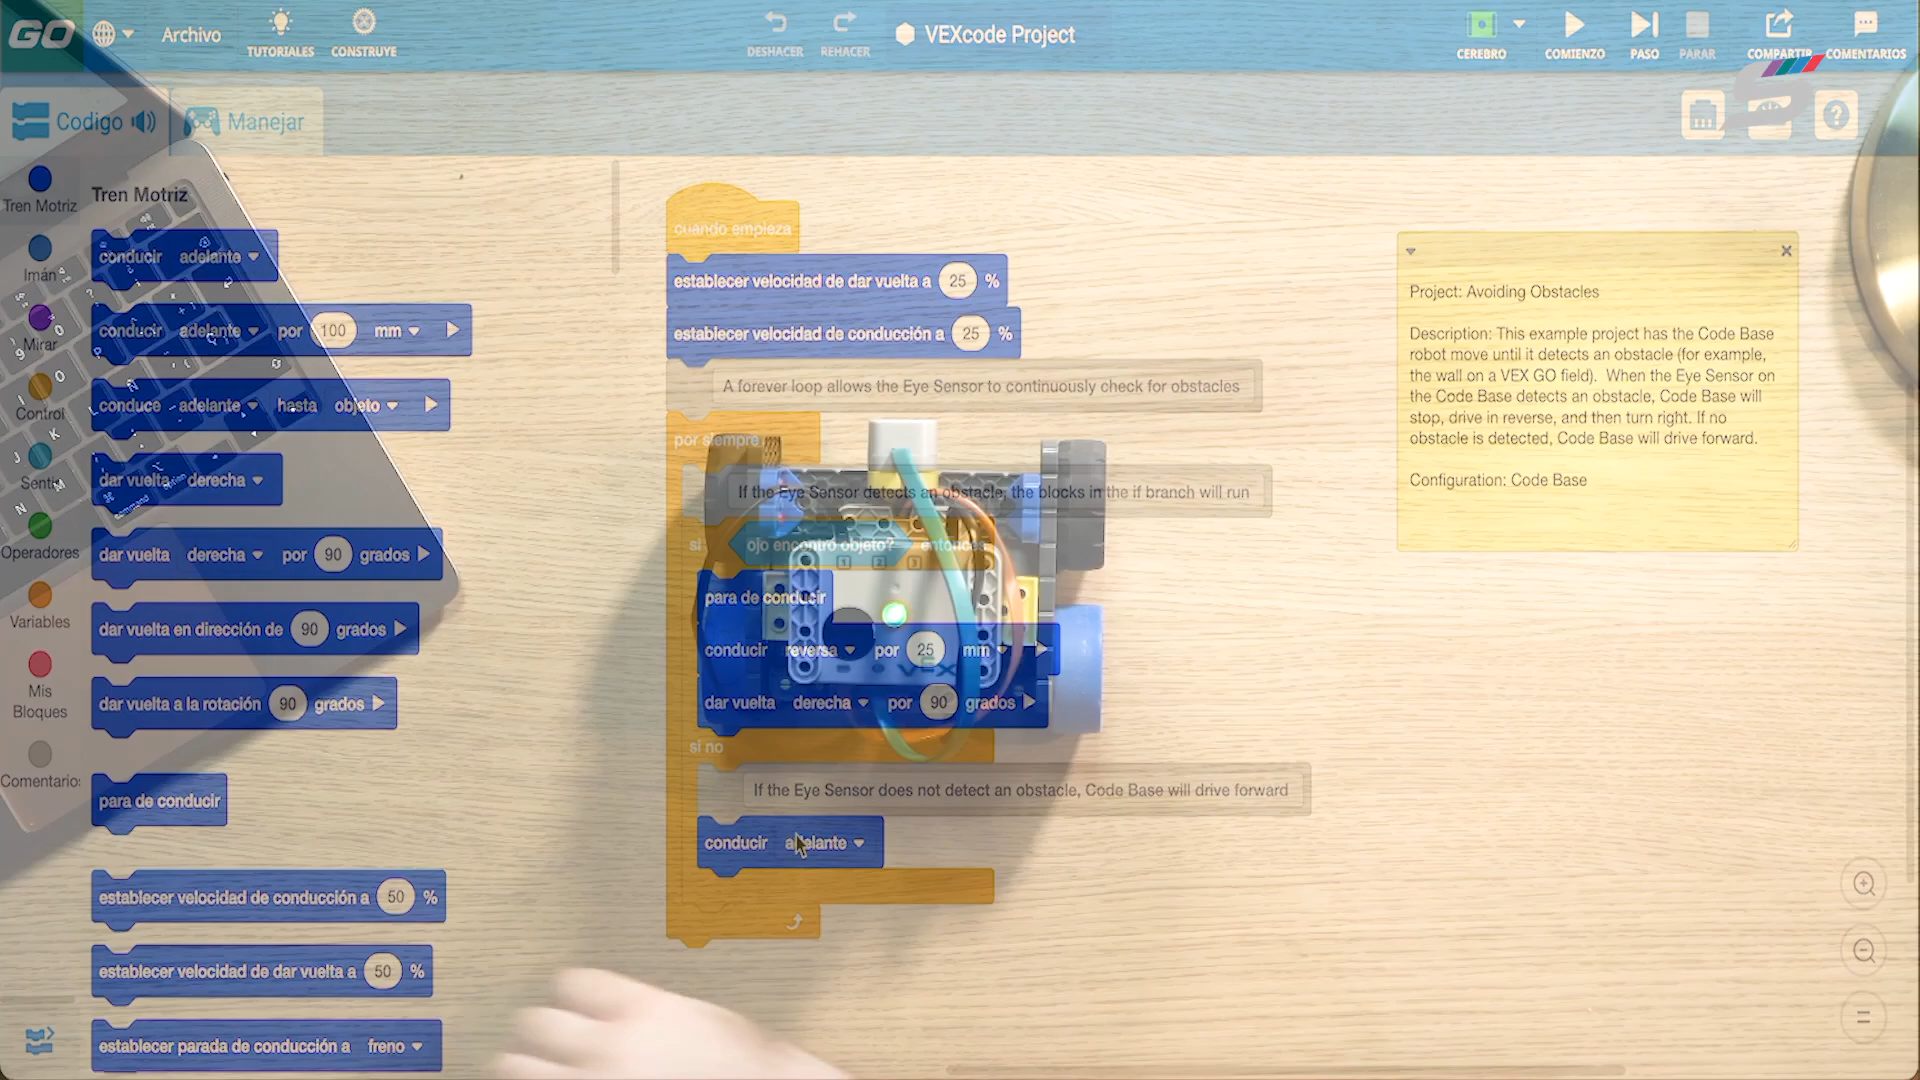 GO
Archivo
TUTORIALES
CONSTRUYE
DESHACER
REHACER
VEXcode Project
CEREBRO
COMIENZO
PASO
PARAR
COMPARTIR
COMENTARIOS
Codigo
Manejar
Tren Motriz
Imán
Mirar
Control
Operadores
Variables
Mis
Bloques
Tren Motriz
conducir adelante
conducir adelante por 100 mm
conduce adelante hasta objeto
dar vuelta derecha
dar vuelta derecha por 90 grados
dar vuelta en dirección de 90 grados
dar vuelta a la rotación 90 grados
para de conducir
establecer velocidad de conducción a 50 %
establecer velocidad de dar vuelta a 50 %
establecer parada de conducción a freno
cuando empieza
establecer velocidad de dar vuelta a 25 %
establecer velocidad de conducción a 25 %
A forever loop allows the Eye Sensor to continuously check for obstacles
por siempre
If the Eye Sensor detects an obstacle, the blocks in the if branch will run
si ojo encontró objeto? entonces
para de conducir
conducir reversa por 25 mm
dar vuelta derecha por 90 grados
si no
If the Eye Sensor does not detect an obstacle, Code Base will drive forward
conducir adelante
Project: Avoiding Obstacles
Description: This example project has the Code Base
robot move until it detects an obstacle (for example,
the wall on a VEX GO field). When the Eye Sensor on
the Code Base detects an obstacle, Code Base will
stop, drive in reverse, and then turn right. If no
obstacle is detected, Code Base will drive forward.
Configuration: Code Base
VEX